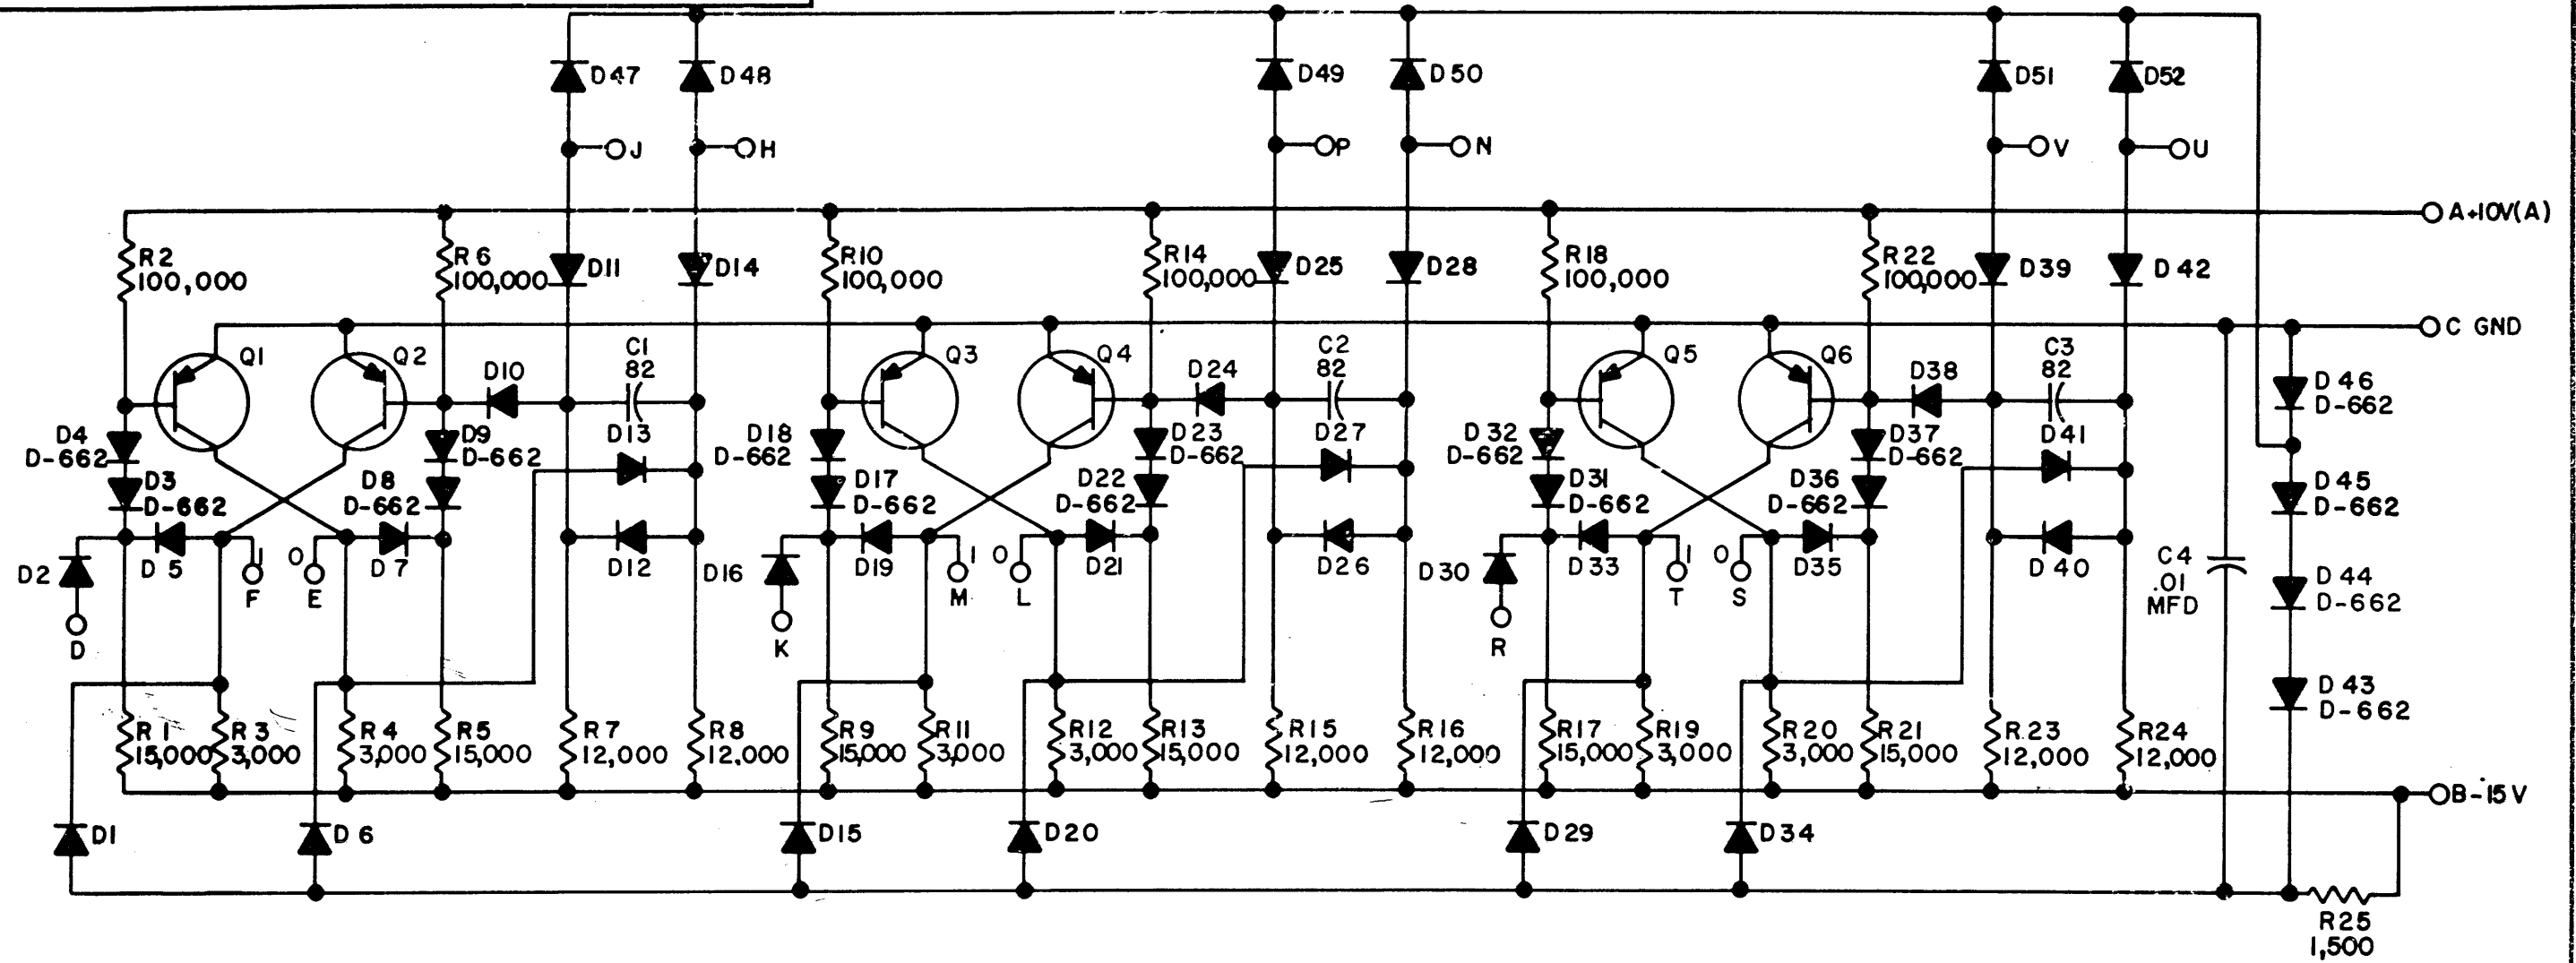 D47
D48
D49
D50
D51
D52
J
H
P
N
V
U
A+10V(A)
R2
100,000
R6
100,000
D11
D14
R10
100,000
R14
100,000
D25
D28
R18
100,000
R22
100,000
D39
D42
C GND
Q1
Q2
D10
C1
82
Q3
Q4
D24
C2
82
Q5
Q6
D38
C3
82
D46
D-662
D4
D-662
D9
D-662
D13
D18
D-662
D23
D-662
D27
D32
D-662
D37
D-662
D41
D3
D-662
D8
D-662
D17
D-662
D22
D-662
D31
D-662
D36
D-662
D45
D-662
D2
D5
1
F
0
E
D7
D12
D16
D19
1
M
0
L
D21
D26
D30
D33
1
T
0
S
D35
D40
C4
.01
MFD
D44
D-662
D
K
R
D43
D-662
R1
15,000
R3
3,000
R4
3,000
R5
15,000
R7
12,000
R8
12,000
R9
15,000
R11
3,000
R12
3,000
R13
15,000
R15
12,000
R16
12,000
R17
15,000
R19
3,000
R20
3,000
R21
15,000
R23
12,000
R24
12,000
B-15V
D1
D6
D15
D20
D29
D34
R25
1,500